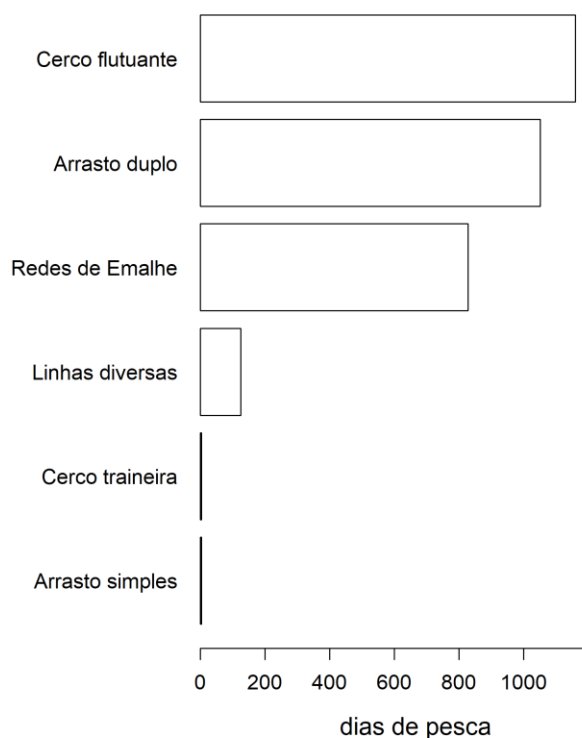 Cerco flutuante
Arrasto duplo
Redes de Emalhe
Linhas diversas
Cerco traineira
Arrasto simples
0 200 400 600 800 1000
dias de pesca